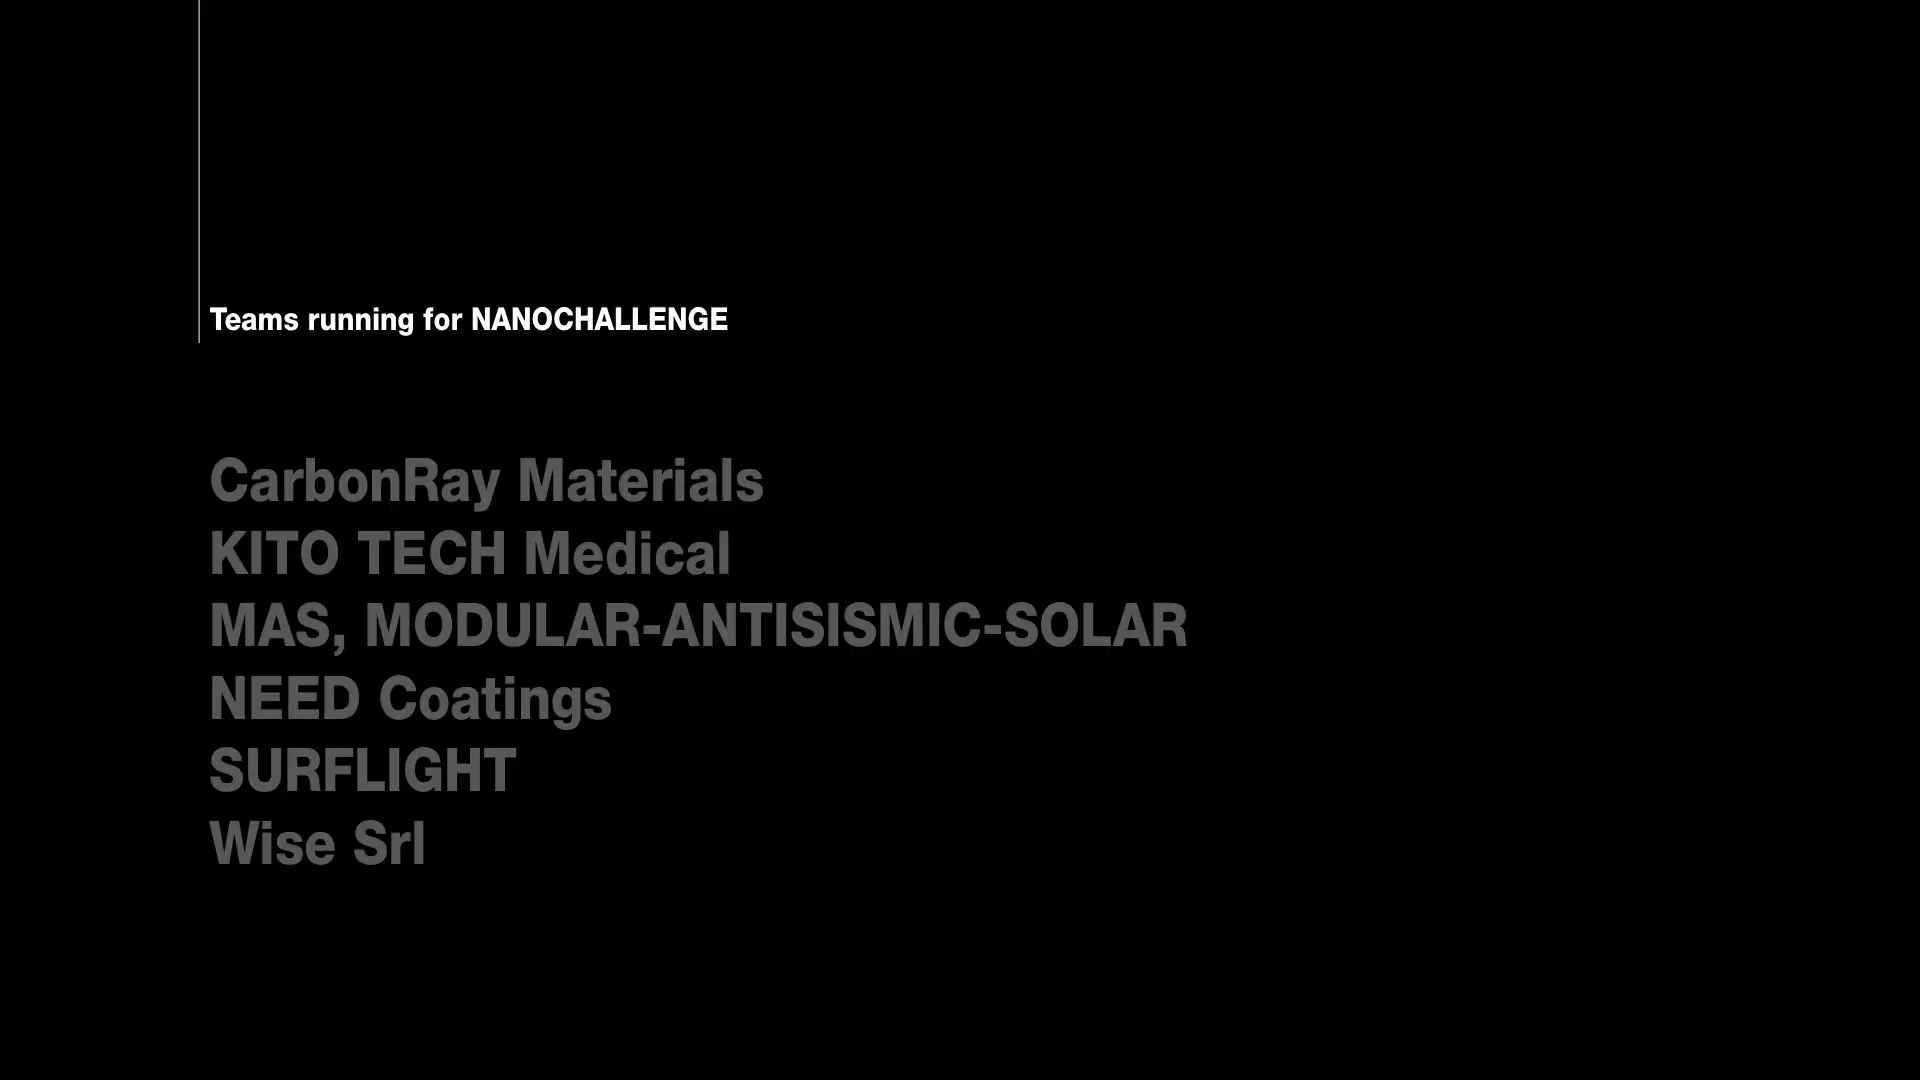 Teams running for NANOCHALLENGE
CarbonRay Materials
KITO TECH Medical
MAS, MODULAR-ANTISISMIC-SOLAR
NEED Coatings
SURFLIGHT
Wise Srl